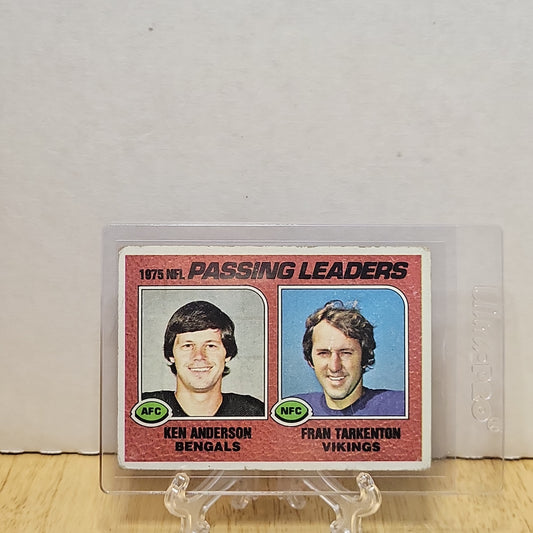 1975 NFL PASSING LEADERS
AFC
KEN ANDERSON
BENGALS
NFC
FRAN TARKENTON
VIKINGS